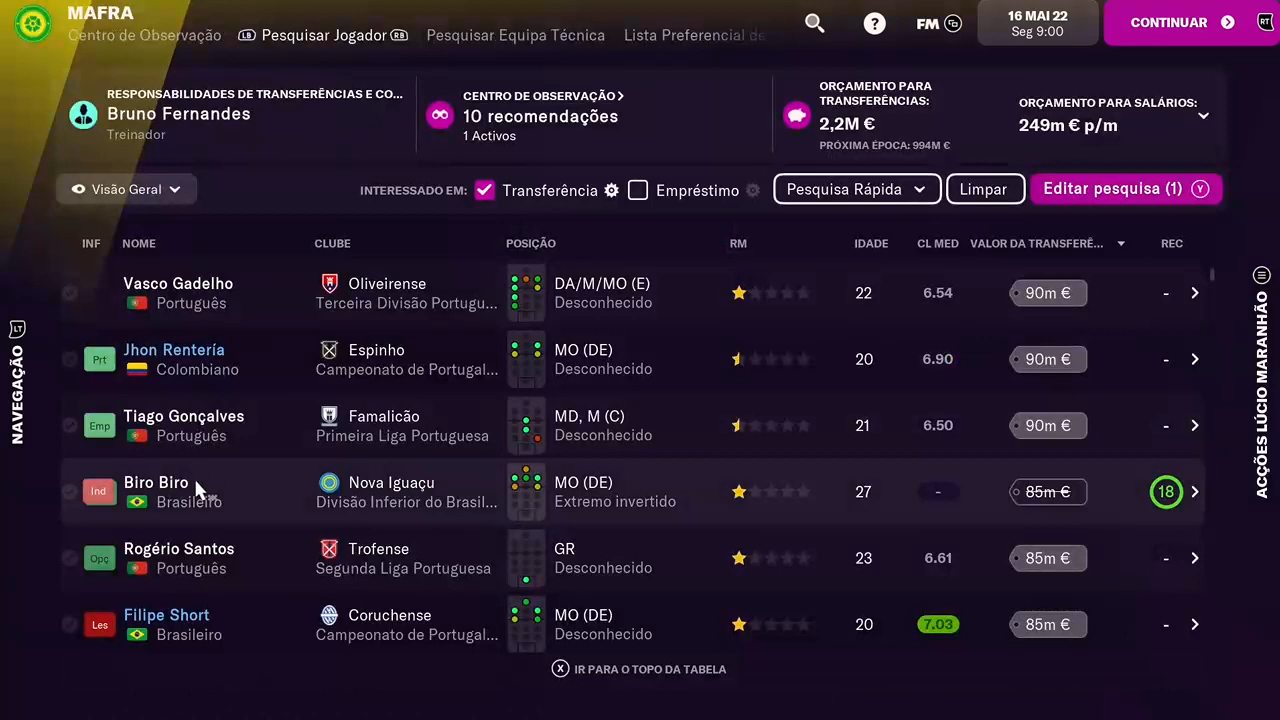 MAFRA
Centro de Observação
LB Pesquisar Jogador RB
Pesquisar Equipa Técnica
Lista Preferencial de
? FM
16 MAI 22
Seg 9:00
CONTINUAR
RT
RESPONSABILIDADES DE TRANSFERÊNCIAS E CO...
Bruno Fernandes
Treinador
CENTRO DE OBSERVAÇÃO
10 recomendações
1 Activos
ORÇAMENTO PARA
TRANSFERÊNCIAS:
2,2M €
PRÓXIMA ÉPOCA: 994M €
ORÇAMENTO PARA SALÁRIOS:
249m € p/m
Visão Geral
INTERESSADO EM:
Transferência
Empréstimo
Pesquisa Rápida
Limpar
Editar pesquisa (1) Y
INF NOME CLUBE POSIÇÃO RM IDADE CL MED VALOR DA TRANSFERÊ... REC
Vasco Gadelho Oliveirense DA/M/MO (E) 22 6.54 90m € -
Português Terceira Divisão Portugu... Desconhecido
Prt Jhon Rentería Espinho MO (DE) 20 6.90 90m € -
Colombiano Campeonato de Portugal... Desconhecido
Emp Tiago Gonçalves Famalicão MD, M (C) 21 6.50 90m € -
Português Primeira Liga Portuguesa Desconhecido
Ind Biro Biro Nova Iguaçu MO (DE) 27 - 85m € 18
Brasileiro Divisão Inferior do Brasil... Extremo invertido
Opç Rogério Santos Trofense GR 23 6.61 85m € -
Português Segunda Liga Portuguesa Desconhecido
Les Filipe Short Coruchense MO (DE) 20 7.03 85m € -
Brasileiro Campeonato de Portugal... Desconhecido
X IR PARA O TOPO DA TABELA
NAVEGAÇÃO LT
ACÇÕES LÚCIO MARANHÃO